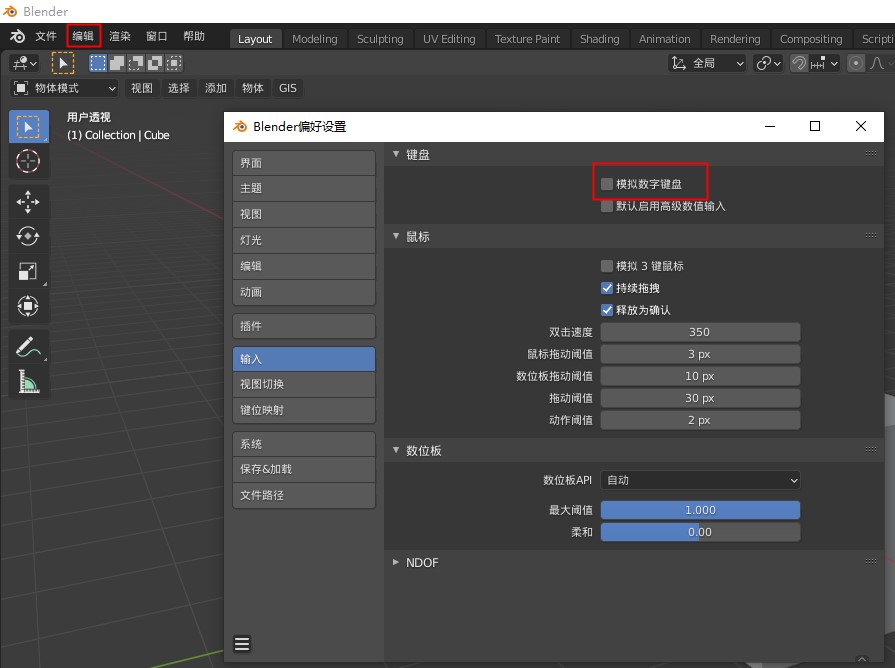 Blender
文件 编辑 渲染 窗口 帮助 Layout Modeling Sculpting UV Editing Texture Paint Shading Animation Rendering Compositing Scripti
全局
物体模式 视图 选择 添加 物体 GIS
用户透视
(1) Collection | Cube
Blender偏好设置
界面
主题
视图
灯光
编辑
动画
插件
输入
视图切换
键位映射
系统
保存&加载
文件路径
键盘
模拟数字键盘
默认启用高级数值输入
鼠标
模拟 3 键鼠标
持续拖拽
释放为确认
双击速度 350
鼠标拖动阈值 3 px
数位板拖动阈值 10 px
拖动阈值 30 px
动作阈值 2 px
数位板
数位板API 自动
最大阈值 1.000
柔和 0.00
NDOF